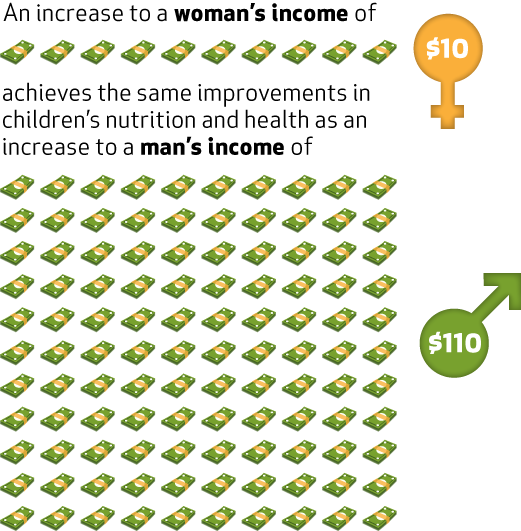 An increase to a woman's income of
$10
achieves the same improvements in
children's nutrition and health as an
increase to a man's income of
$110